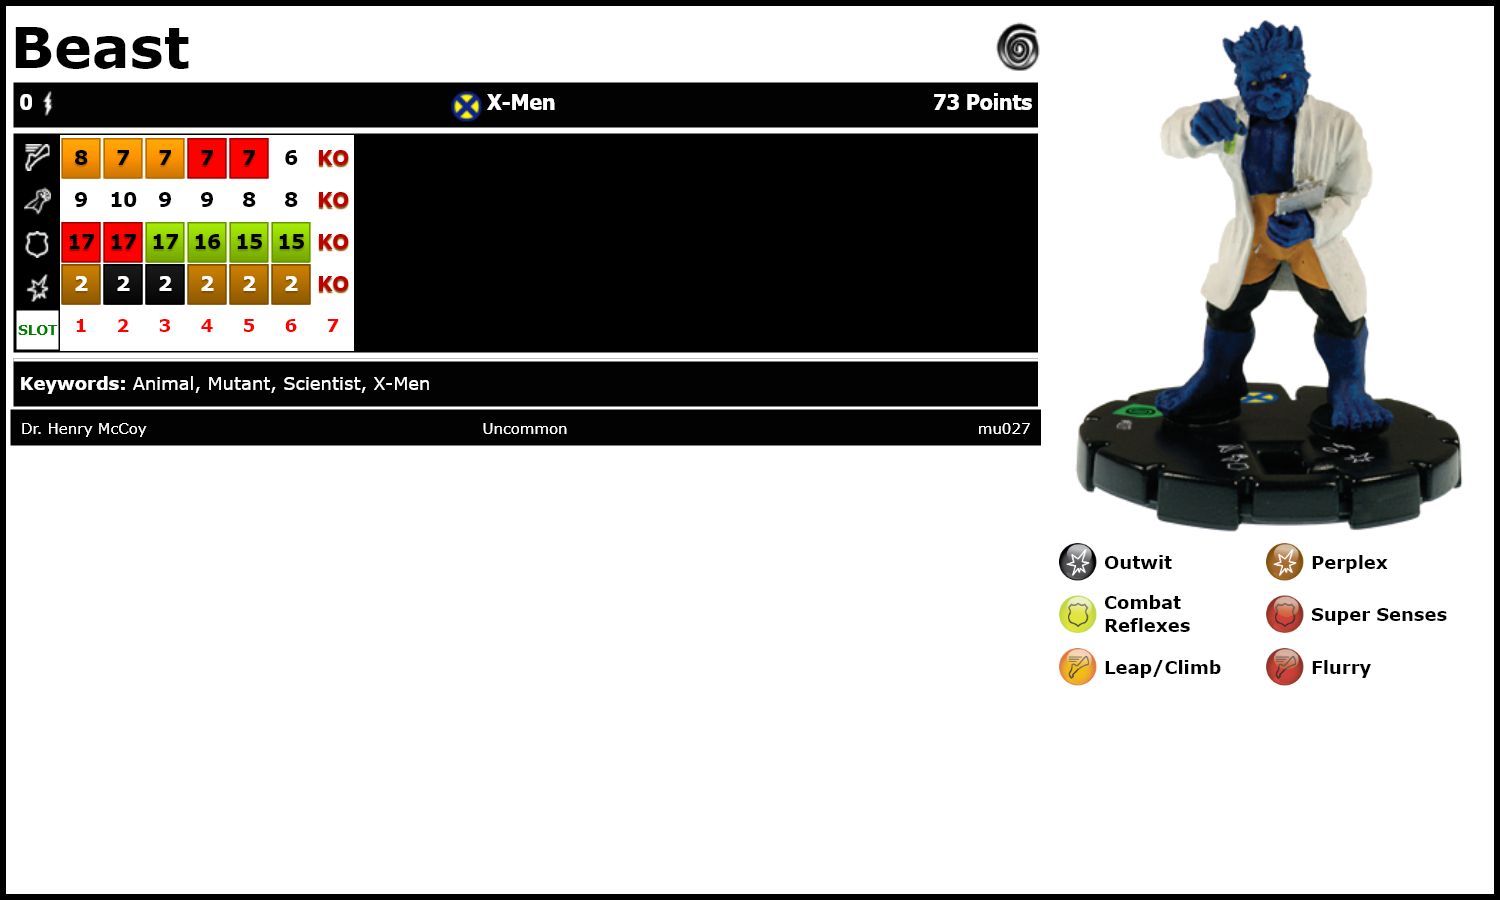 Beast
0 X-Men 73 Points
8 7 7 7 7 6 KO
9 10 9 9 8 8 KO
17 17 17 16 15 15 KO
2 2 2 2 2 2 KO
SLOT 1 2 3 4 5 6 7
Keywords: Animal, Mutant, Scientist, X-Men
Dr. Henry McCoy Uncommon mu027
Outwit Perplex
Combat
Reflexes
Super Senses
Leap/Climb Flurry